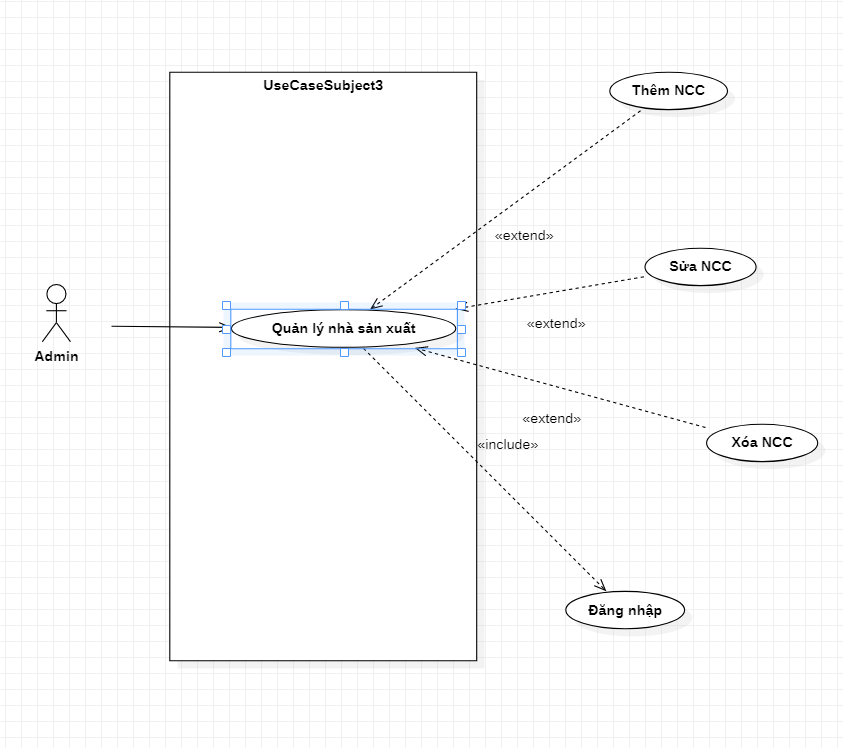 UseCaseSubject3
Thêm NCC
«extend»
Sửa NCC
«extend»
Quản lý nhà sản xuất
Admin
«extend»
Xóa NCC
«include»
Đăng nhập